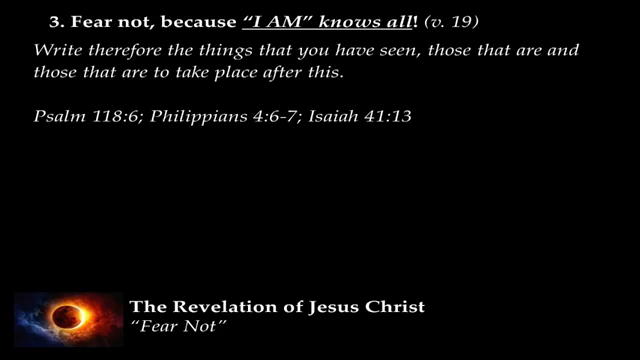 3. Fear not, because “I AM” knows all! (v. 19)
Write therefore the things that you have seen, those that are and
those that are to take place after this.
Psalm 118:6; Philippians 4:6-7; Isaiah 41:13
The Revelation of Jesus Christ
“Fear Not”